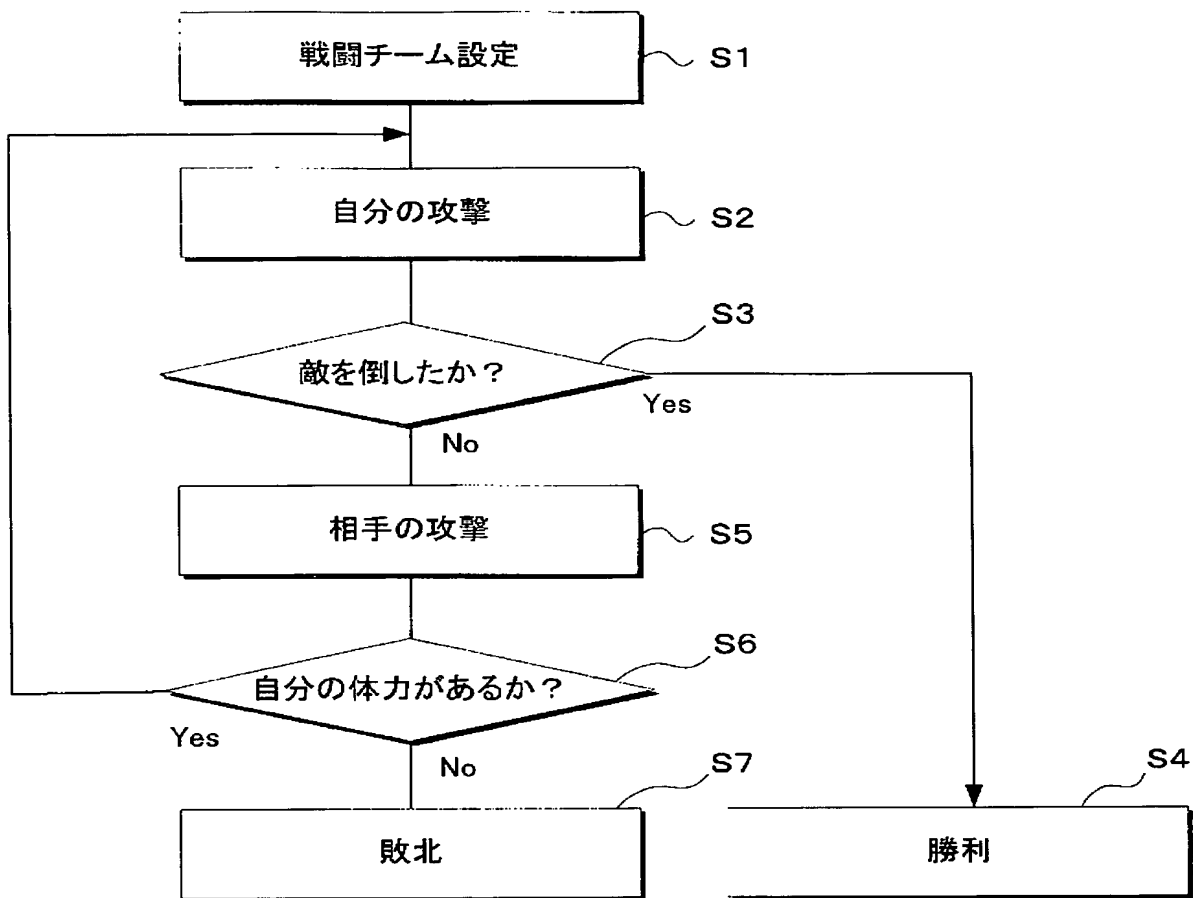 戦闘チーム設定
S1
自分の攻撃
S2
S3
敵を倒したか？
Yes
No
相手の攻撃
S5
S6
自分の体力があるか？
Yes
No
S7
S4
敗北
勝利